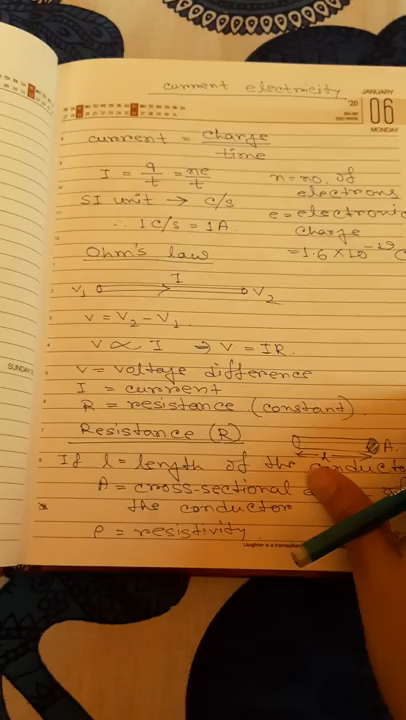 current electricity
JANUARY
'20
06
MONDAY
current = charge / time
I = q/t = ne/t
n = no. of electrons
SI unit → C/s
e = electronic charge
∴ 1 C/s = 1A.
= 1.6 × 10⁻¹⁹ C
Ohm's law
I
V₁ V₂
V = V₂ - V₁
V ∝ I ⇒ V = IR.
V = voltage difference
I = current
R = resistance (constant).
Resistance (R)
A.
l
SUNDAY
If l = length of the
A = cross-sectional
the conductor
ρ = resistivity.
Laughter is a